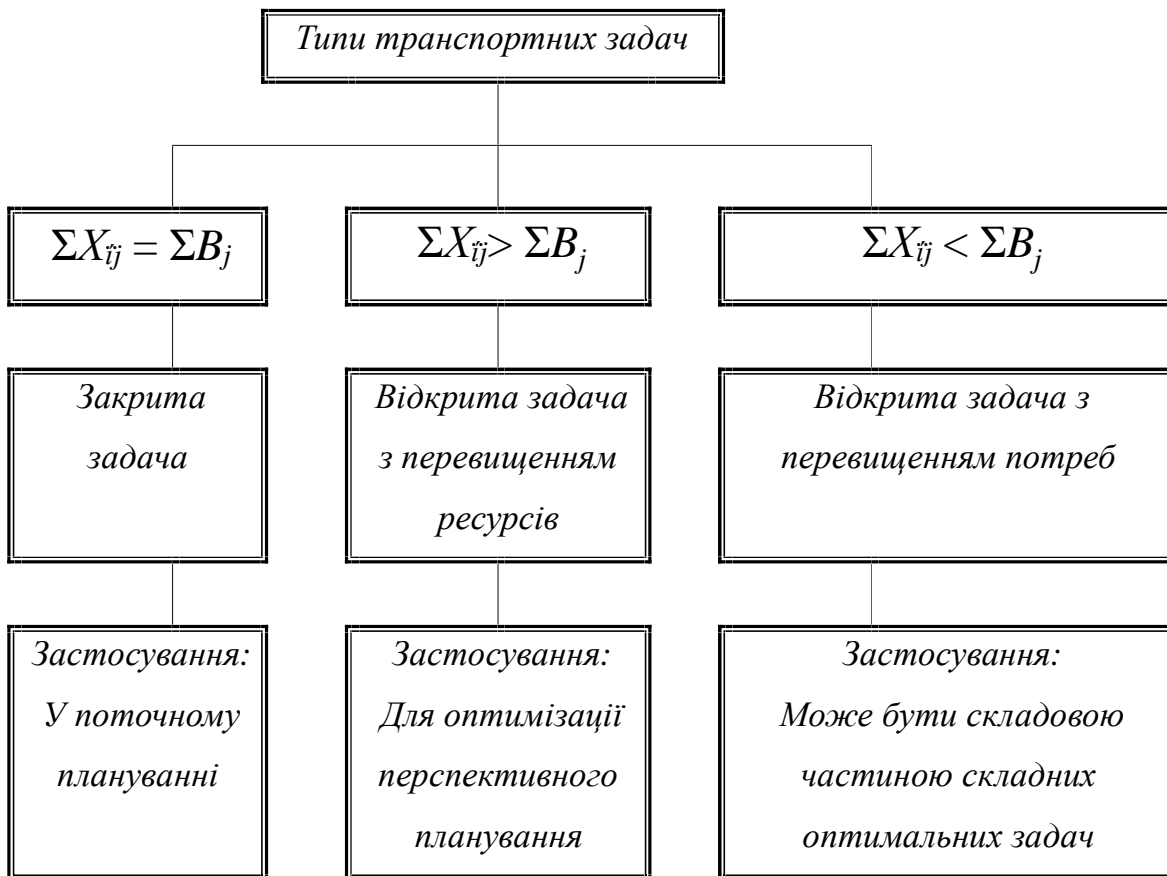 Типи транспортних задач
ΣXїj = ΣBj
ΣXїj> ΣBj
ΣXїj < ΣBj
Закрита
задача
Відкрита задача
з перевищенням
ресурсів
Відкрита задача з
перевищенням потреб
Застосування:
У поточному
плануванні
Застосування:
Для оптимізації
перспективного
планування
Застосування:
Може бути складовою
частиною складних
оптимальних задач